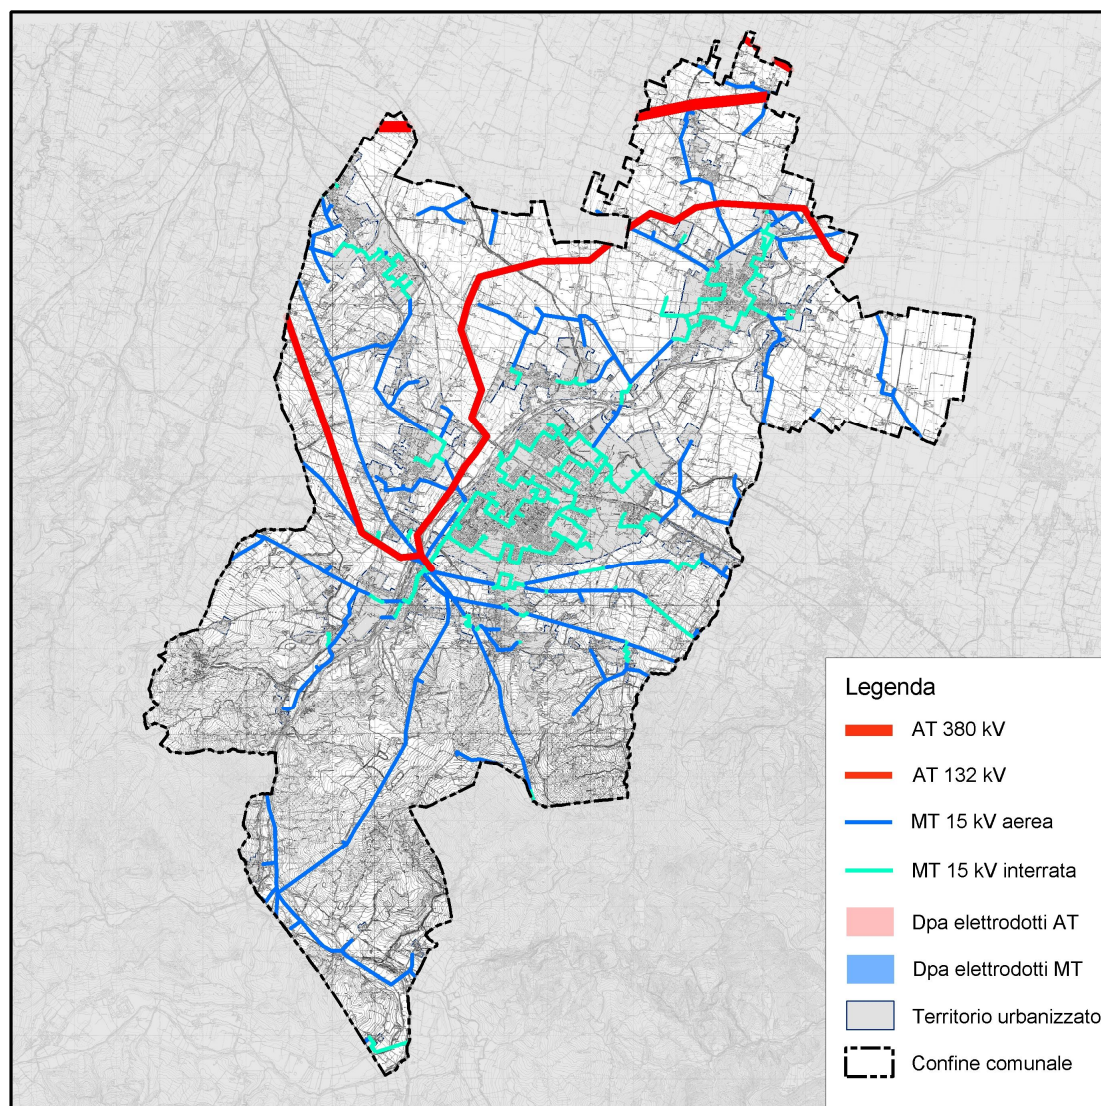 Legenda
AT 380 kV
AT 132 kV
MT 15 kV aerea
MT 15 kV interrata
Dpa elettrodotti AT
Dpa elettrodotti MT
Territorio urbanizzato
Confine comunale